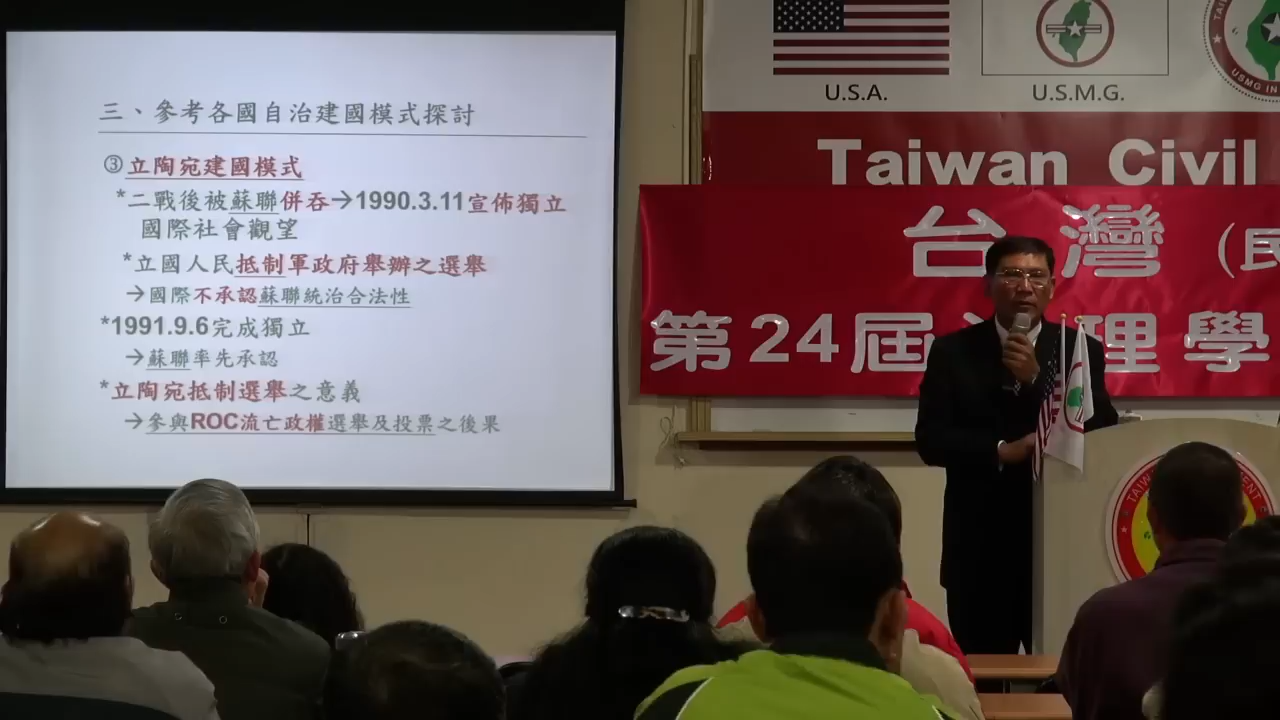 三、參考各國自治建國模式探討
③立陶宛建國模式
*二戰後被蘇聯併吞→1990.3.11宣佈獨立
國際社會觀望
*立國人民抵制軍政府舉辦之選舉
→國際不承認蘇聯統治合法性
*1991.9.6完成獨立
→蘇聯率先承認
*立陶宛抵制選舉之意義
→參與ROC流亡政權選舉及投票之後果
U.S.A.
U.S.M.G.
USMG IN
Taiwan Civil
台灣(民
第24屆 理學